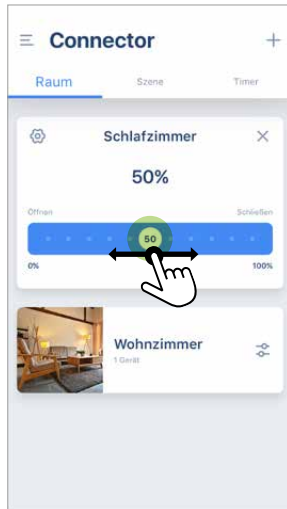 Connector
Raum Szene Timer
Schlafzimmer
50%
Öffnen Schließen
50
0% 100%
Wohnzimmer
1 Gerät